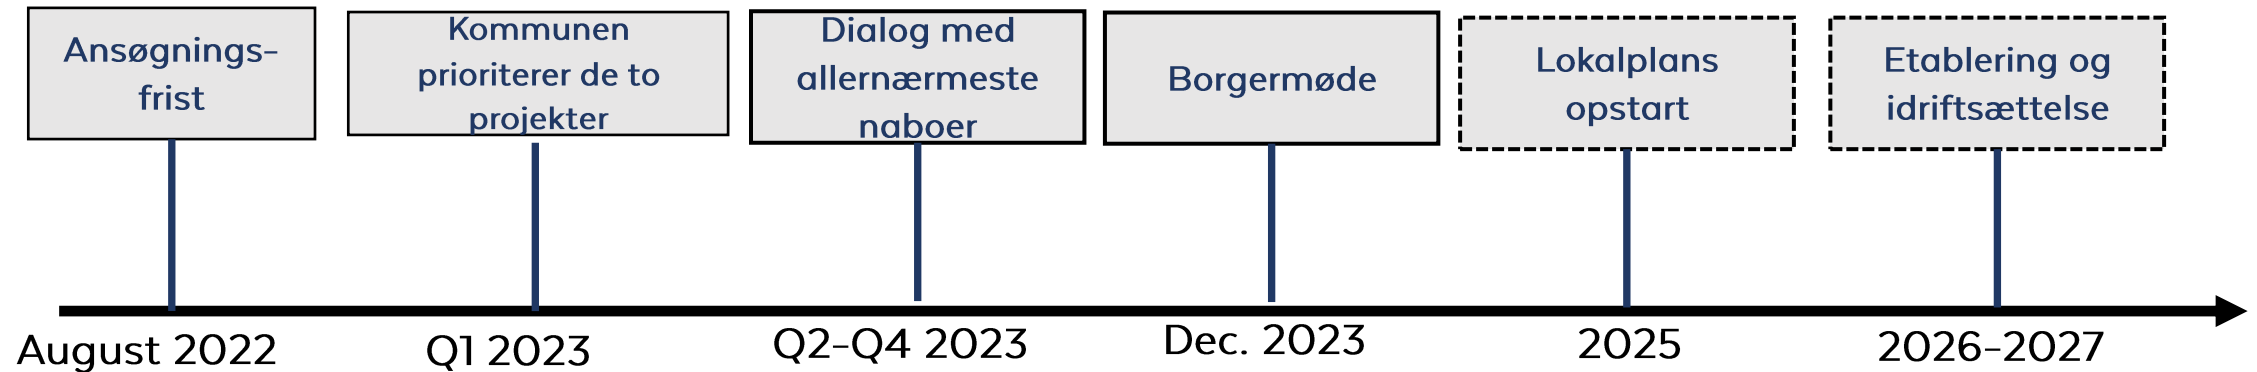 Ansøgnings-
frist
Kommunen
prioriterer de to
projekter
Dialog med
allernærmeste
naboer
Borgermøde
Lokalplans
opstart
Etablering og
idriftsættelse
August 2022
Q1 2023
Q2-Q4 2023
Dec. 2023
2025
2026-2027